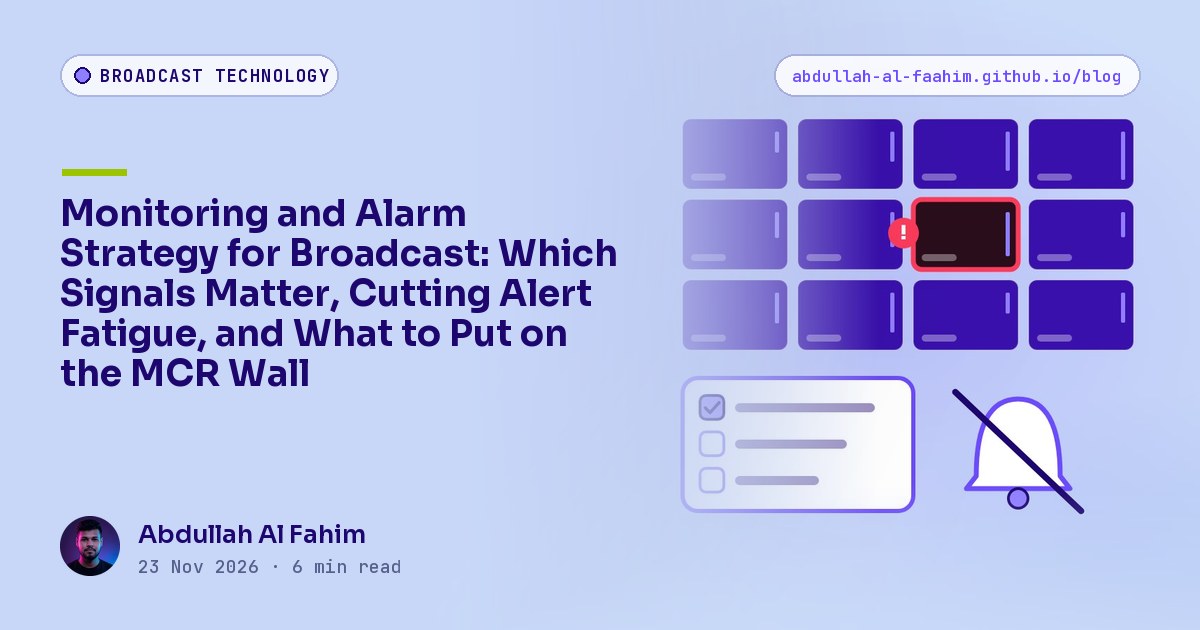 BROADCAST TECHNOLOGY
abdullah-al-faahim.github.io/blog
Monitoring and Alarm
Strategy for Broadcast: Which
Signals Matter, Cutting Alert
Fatigue, and What to Put on
the MCR Wall
!
Abdullah Al Fahim
23 Nov 2026 · 6 min read